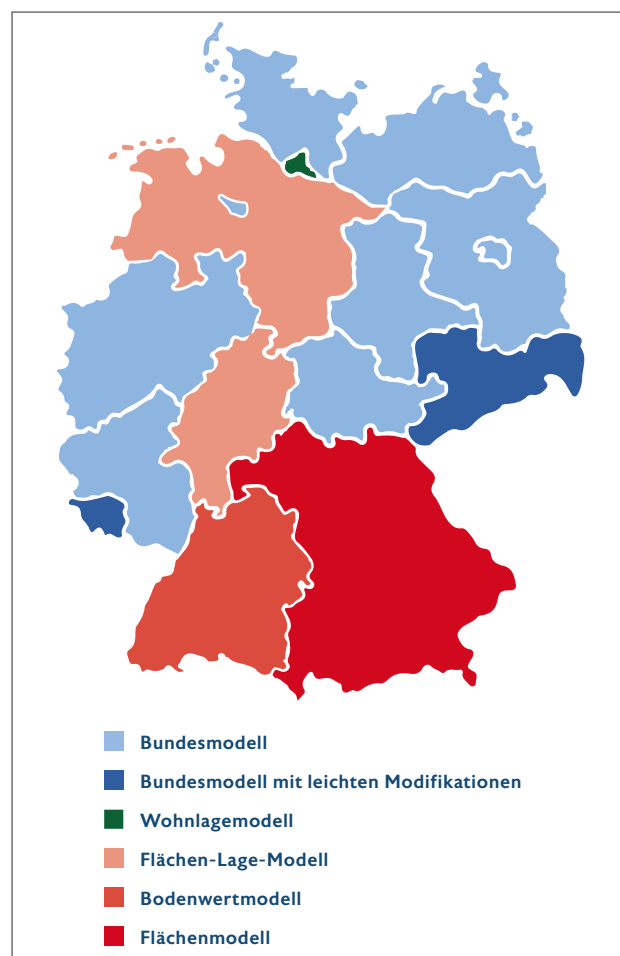 Bundesmodell
Bundesmodell mit leichten Modifikationen
Wohnlagemodell
Flächen-Lage-Modell
Bodenwertmodell
Flächenmodell